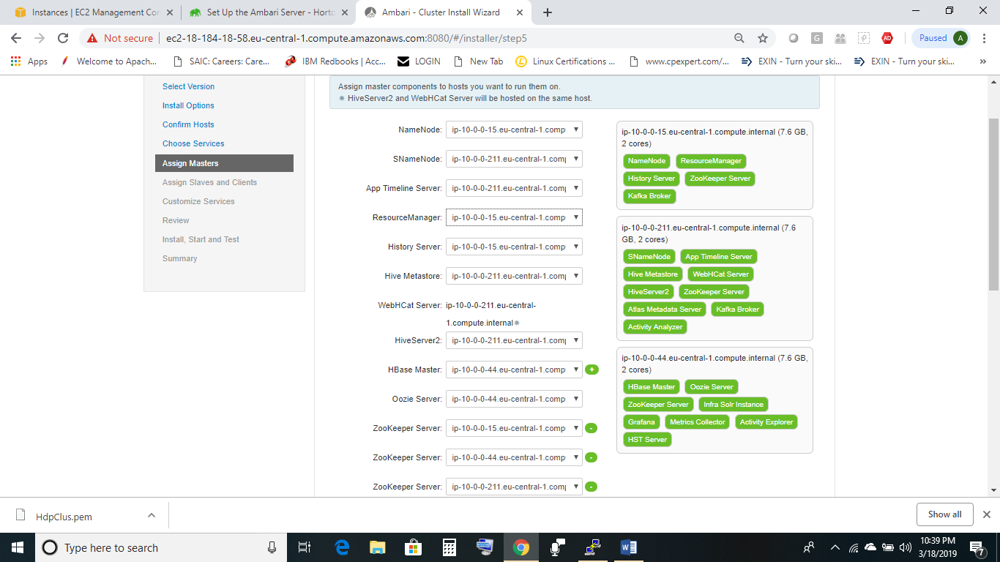 Instances | EC2 Management Con
Set Up the Ambari Server - Horto
Ambari - Cluster Install Wizard
Not secure
ec2-18-184-18-58.eu-central-1.compute.amazonaws.com:8080/#/installer/step5
G
AD
Paused
A
Apps
Welcome to Apach...
SAIC: Careers: Care...
IBM Redbooks | Acc...
LOGIN
New Tab
Linux Certifications ...
www.cpexpert.com/...
EXIN - Turn your ski...
EXIN - Turn your ski...
»
Select Version
Install Options
Confirm Hosts
Choose Services
Assign Masters
Assign Slaves and Clients
Customize Services
Review
Install, Start and Test
Summary
Assign master components to hosts you want to run them on.
✵ HiveServer2 and WebHCat Server will be hosted on the same host.
NameNode: ip-10-0-0-15.eu-central-1.comp
SNameNode: ip-10-0-0-211.eu-central-1.comp
App Timeline Server: ip-10-0-0-211.eu-central-1.comp
ResourceManager: ip-10-0-0-15.eu-central-1.comp
History Server: ip-10-0-0-15.eu-central-1.comp
Hive Metastore: ip-10-0-0-211.eu-central-1.comp
WebHCat Server: ip-10-0-0-211.eu-central-
1.compute.internal✵
HiveServer2: ip-10-0-0-211.eu-central-1.comp
HBase Master: ip-10-0-0-44.eu-central-1.comp +
Oozie Server: ip-10-0-0-44.eu-central-1.comp
ZooKeeper Server: ip-10-0-0-15.eu-central-1.comp -
ZooKeeper Server: ip-10-0-0-44.eu-central-1.comp -
ZooKeeper Server: ip-10-0-0-211.eu-central-1.comp -
ip-10-0-0-15.eu-central-1.compute.internal (7.6 GB,
2 cores)
NameNode ResourceManager
History Server ZooKeeper Server
Kafka Broker
ip-10-0-0-211.eu-central-1.compute.internal (7.6
GB, 2 cores)
SNameNode App Timeline Server
Hive Metastore WebHCat Server
HiveServer2 ZooKeeper Server
Atlas Metadata Server Kafka Broker
Activity Analyzer
ip-10-0-0-44.eu-central-1.compute.internal (7.6 GB,
2 cores)
HBase Master Oozie Server
ZooKeeper Server Infra Solr Instance
Grafana Metrics Collector Activity Explorer
HST Server
HdpClus.pem
Show all
Type here to search
10:39 PM
3/18/2019
7